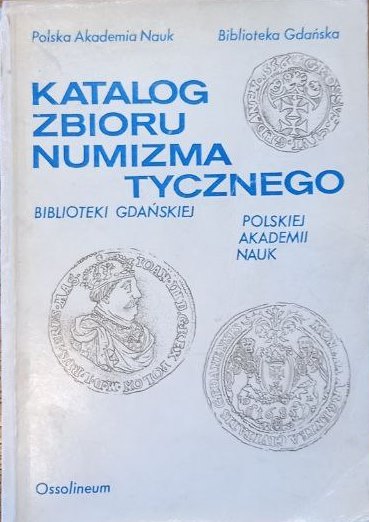 Polska Akademia Nauk Biblioteka Gdańska
KATALOG
ZBIORU
NUMIZMA
TYCZNEGO
BIBLIOTEKI GDAŃSKIEJ
POLSKIEJ
AKADEMII
NAUK
Ossolineum